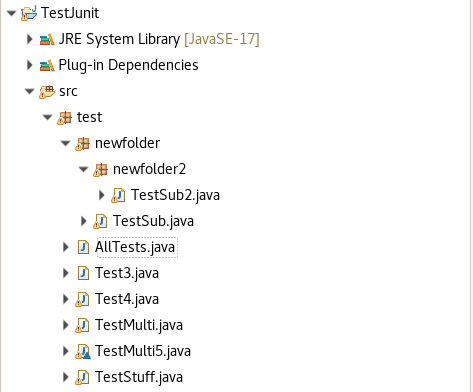 TestJunit
JRE System Library [JavaSE-17]
Plug-in Dependencies
src
test
newfolder
newfolder2
TestSub2.java
TestSub.java
AllTests.java
Test3.java
Test4.java
TestMulti.java
TestMulti5.java
TestStuff.java